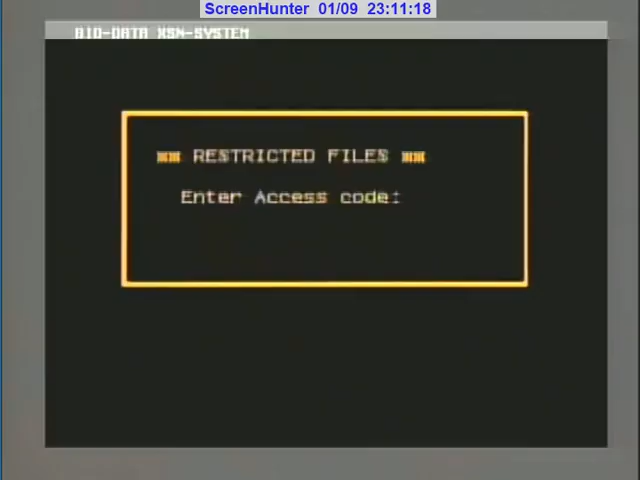 ScreenHunter 01/09 23:11:18
BIO-DATA XSN-SYSTEM
** RESTRICTED FILES **
Enter Access code: